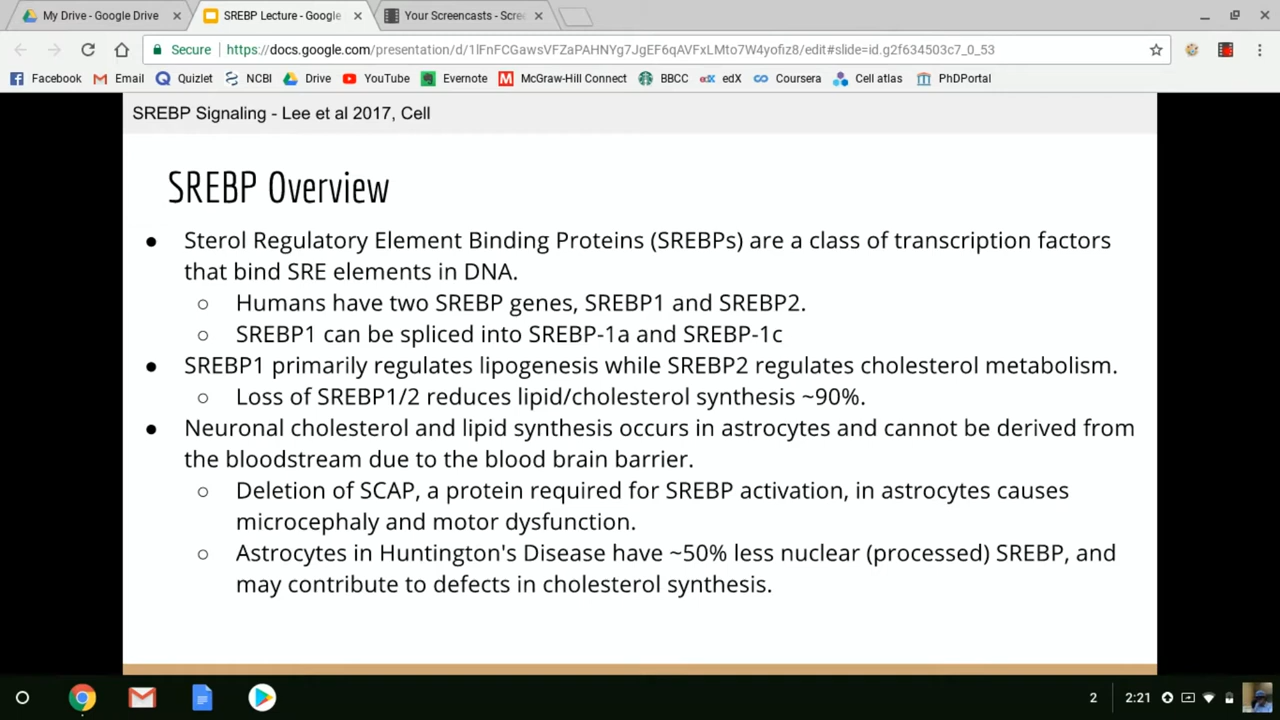 My Drive - Google Drive
SREBP Lecture - Google
Your Screencasts - Scre
Secure
https://docs.google.com/presentation/d/1lFnFCGawsVFZaPAHNYg7JgEF6qAVFxLMto7W4yofiz8/edit#slide=id.g2f634503c7_0_53
Facebook
Email
Quizlet
NCBI
Drive
YouTube
Evernote
McGraw-Hill Connect
BBCC
edX
Coursera
Cell atlas
PhDPortal
SREBP Signaling - Lee et al 2017, Cell
SREBP Overview
● Sterol Regulatory Element Binding Proteins (SREBPs) are a class of transcription factors
that bind SRE elements in DNA.
○ Humans have two SREBP genes, SREBP1 and SREBP2.
○ SREBP1 can be spliced into SREBP-1a and SREBP-1c
● SREBP1 primarily regulates lipogenesis while SREBP2 regulates cholesterol metabolism.
○ Loss of SREBP1/2 reduces lipid/cholesterol synthesis ~90%.
● Neuronal cholesterol and lipid synthesis occurs in astrocytes and cannot be derived from
the bloodstream due to the blood brain barrier.
○ Deletion of SCAP, a protein required for SREBP activation, in astrocytes causes
microcephaly and motor dysfunction.
○ Astrocytes in Huntington's Disease have ~50% less nuclear (processed) SREBP, and
may contribute to defects in cholesterol synthesis.
2
2:21